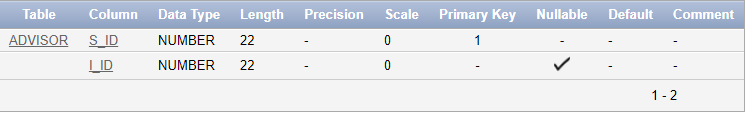 Table Column Data Type Length Precision Scale Primary Key Nullable Default Comment
ADVISOR S_ID NUMBER 22 - 0 1 - - -
I_ID NUMBER 22 - 0 - ✓ - -
1 - 2